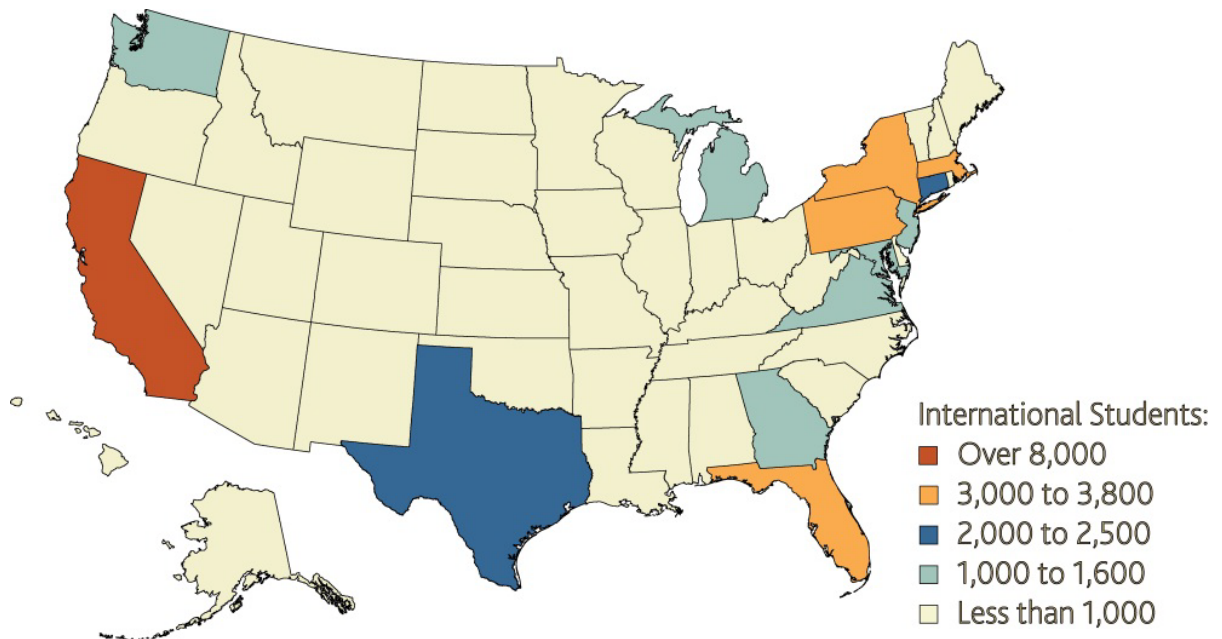 International Students:
Over 8,000
3,000 to 3,800
2,000 to 2,500
1,000 to 1,600
Less than 1,000